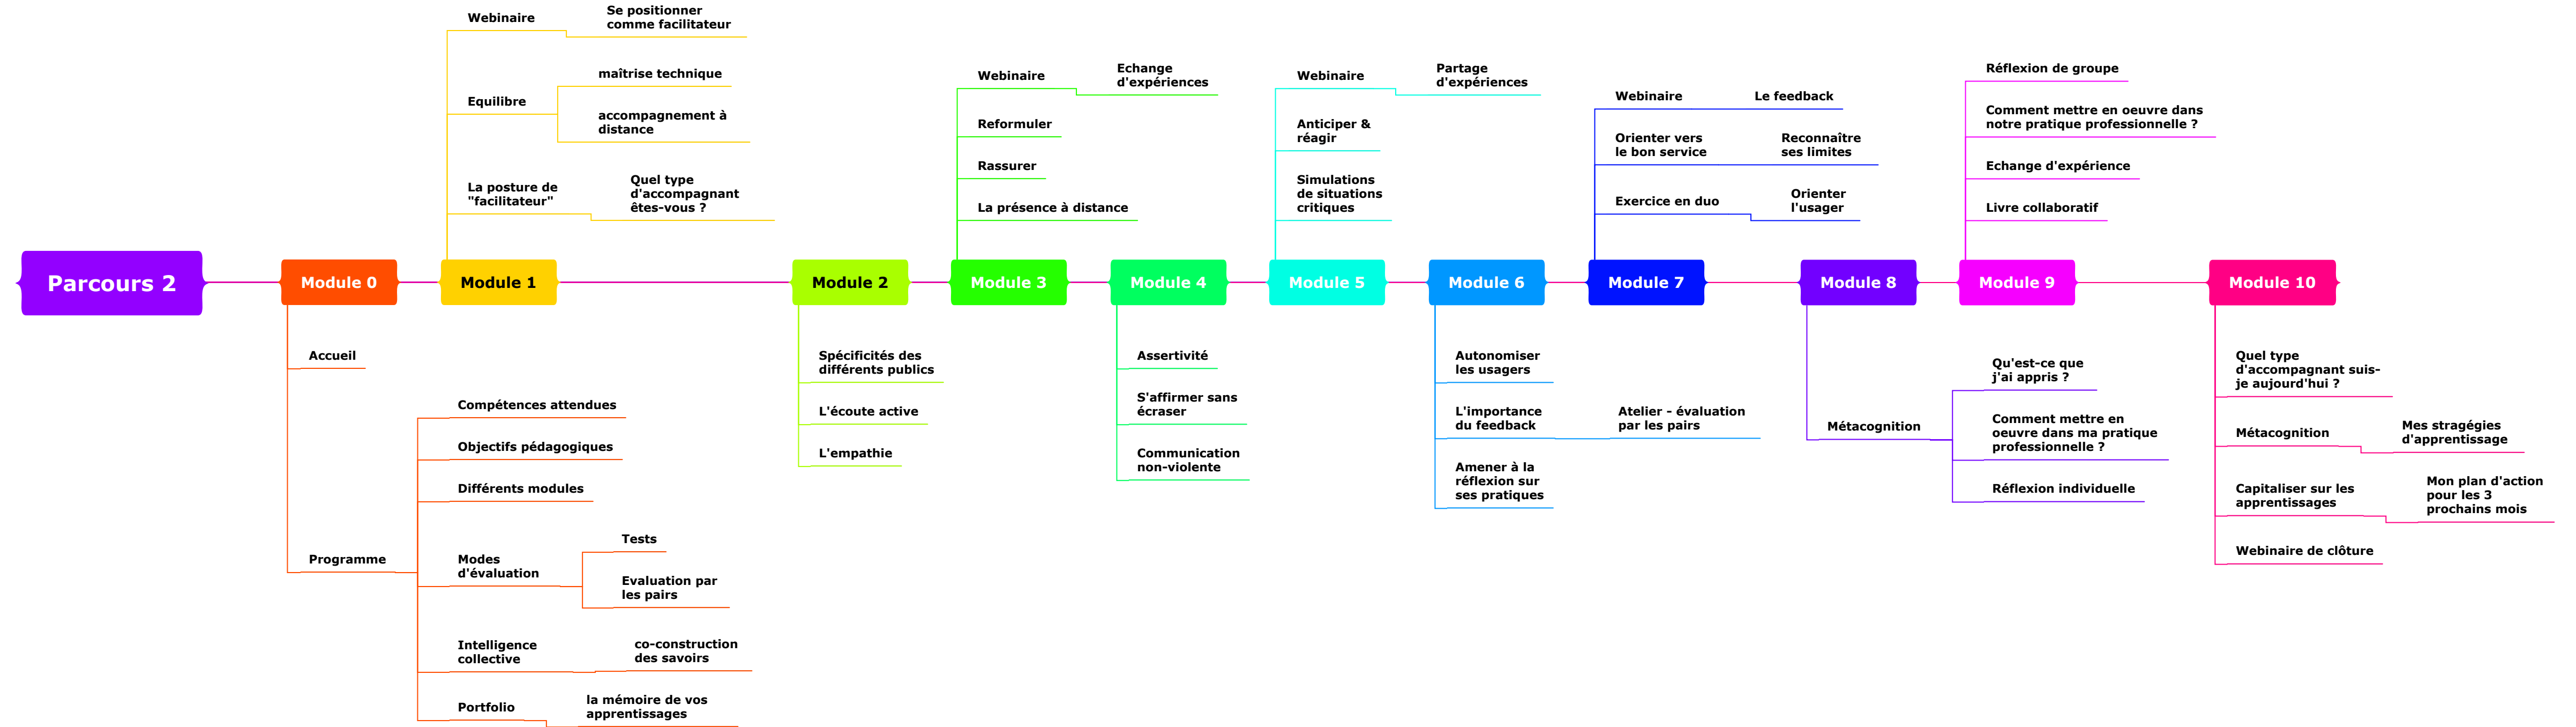 Parcours 2
Module 0
Accueil
Programme
Compétences attendues
Objectifs pédagogiques
Différents modules
Modes
d'évaluation
Tests
Evaluation par
les pairs
Intelligence
collective
co-construction
des savoirs
Portfolio
la mémoire de vos
apprentissages
Module 1
Webinaire
Se positionner
comme facilitateur
Equilibre
maîtrise technique
accompagnement à
distance
La posture de
"facilitateur"
Quel type
d'accompagnant
êtes-vous ?
Module 2
Spécificités des
différents publics
L'écoute active
L'empathie
Module 3
Webinaire
Echange
d'expériences
Reformuler
Rassurer
La présence à distance
Module 4
Assertivité
S'affirmer sans
écraser
Communication
non-violente
Module 5
Webinaire
Partage
d'expériences
Anticiper &
réagir
Simulations
de situations
critiques
Module 6
Autonomiser
les usagers
L'importance
du feedback
Atelier - évaluation
par les pairs
Amener à la
réflexion sur
ses pratiques
Module 7
Webinaire
Le feedback
Orienter vers
le bon service
Reconnaître
ses limites
Exercice en duo
Orienter
l'usager
Module 8
Métacognition
Qu'est-ce que
j'ai appris ?
Comment mettre en
oeuvre dans ma pratique
professionnelle ?
Réflexion individuelle
Module 9
Réflexion de groupe
Comment mettre en oeuvre dans
notre pratique professionnelle ?
Echange d'expérience
Livre collaboratif
Module 10
Quel type
d'accompagnant suis-
je aujourd'hui ?
Métacognition
Mes stragégies
d'apprentissage
Capitaliser sur les
apprentissages
Mon plan d'action
pour les 3
prochains mois
Webinaire de clôture